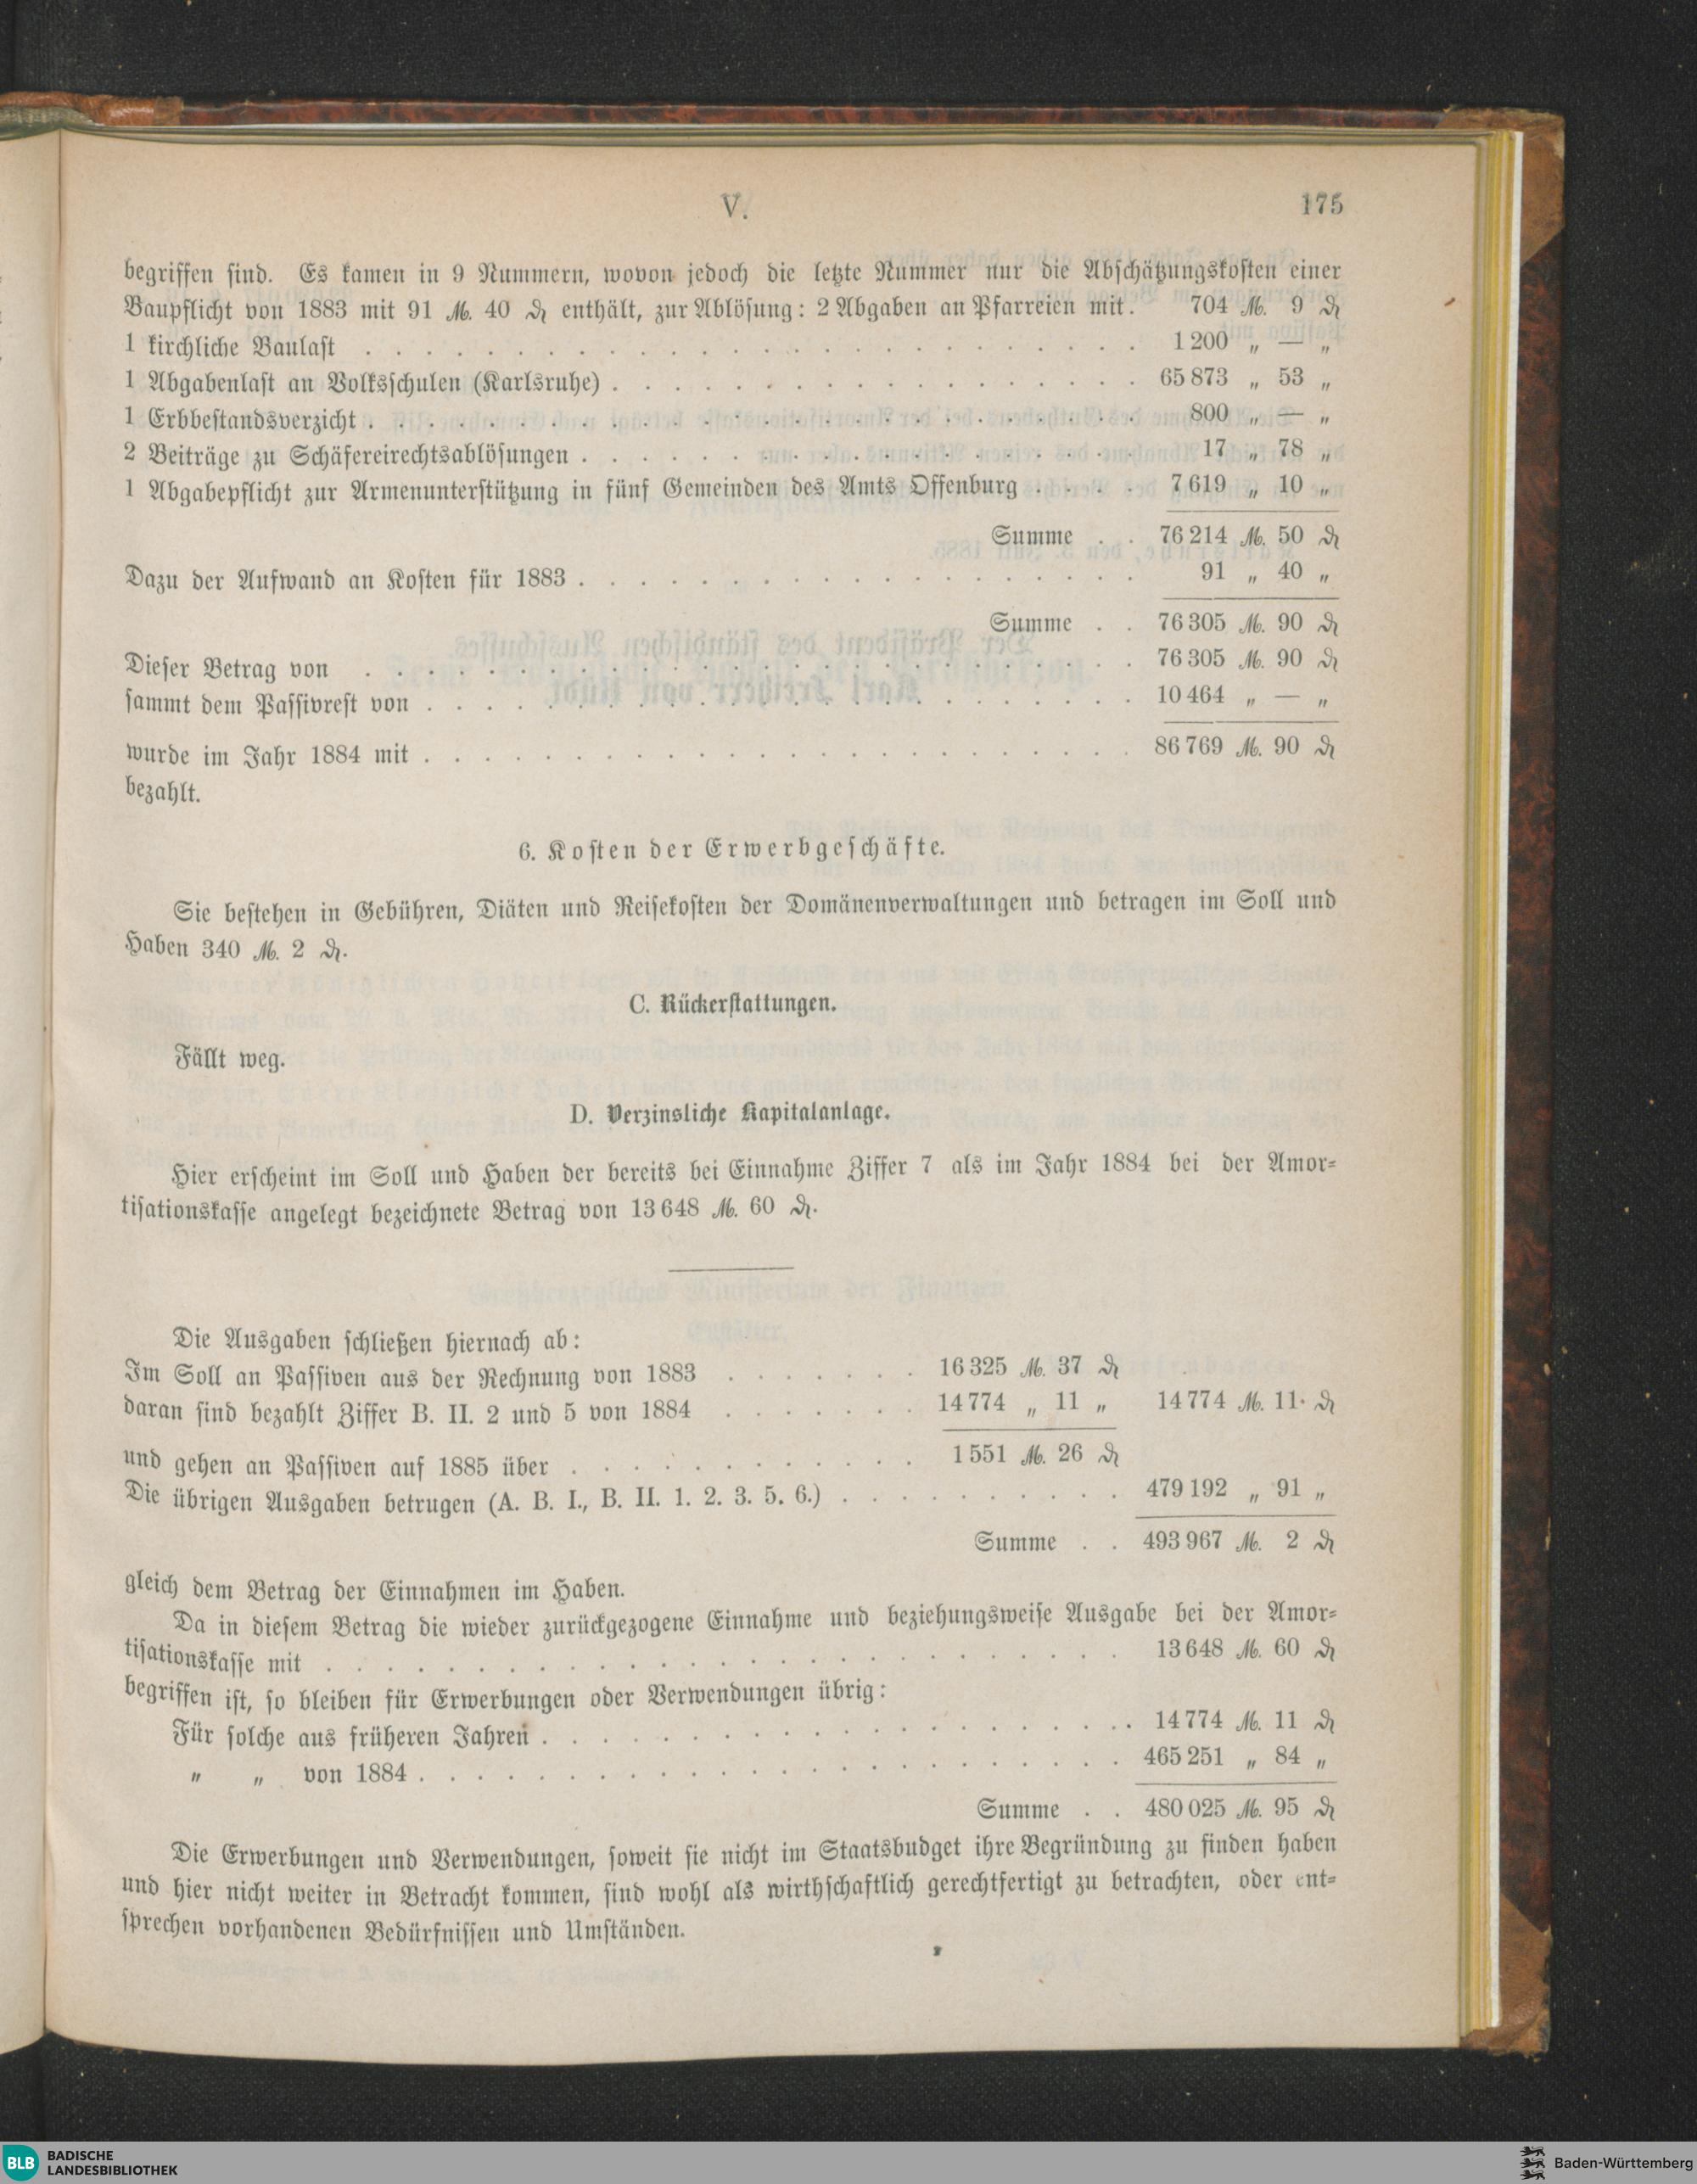 V. 175
begriffen sind. Es kamen in 9 Nummern, wovon jedoch die letzte Nummer nur die Abschätzungskosten einer
Baupflicht von 1883 mit 91 ℳ. 40 ₰ enthält, zur Ablösung: 2 Abgaben an Pfarreien mit . 704 ℳ. 9 ₰
1 kirchliche Baulast . . . . . . . . . . 1 200 „ — „
1 Abgabenlast an Volksschulen (Karlsruhe) . . . . . . . . . . 65 873 „ 53 „
1 Erbbestandsverzicht . . . . . . . . . . 800 „ — „
2 Beiträge zu Schäfereirechtsablösungen . . . . . . . . . . 17 „ 78 „
1 Abgabepflicht zur Armenunterstützung in fünf Gemeinden des Amts Offenburg . . . . 7 619 „ 10 „
Summe . . 76 214 ℳ. 50 ₰
Dazu der Aufwand an Kosten für 1883 . . . . . . . . . . 91 „ 40 „
Summe . . 76 305 ℳ. 90 ₰
Dieser Betrag von . . . . . . . . . . 76 305 ℳ. 90 ₰
sammt dem Passivrest von . . . . . . . . . . 10 464 „ — „
wurde im Jahr 1884 mit . . . . . . . . . . 86 769 ℳ. 90 ₰
bezahlt.
6. Kosten der Erwerbgeschäfte.
Sie bestehen in Gebühren, Diäten und Reisekosten der Domänenverwaltungen und betragen im Soll und
Haben 340 ℳ. 2 ₰.
C. Rückerstattungen.
Fällt weg.
D. Verzinsliche Kapitalanlage.
Hier erscheint im Soll und Haben der bereits bei Einnahme Ziffer 7 als im Jahr 1884 bei der Amor-
tisationskasse angelegt bezeichnete Betrag von 13 648 ℳ. 60 ₰.
Die Ausgaben schließen hiernach ab:
Im Soll an Passiven aus der Rechnung von 1883 . . . . . . . 16 325 ℳ. 37 ₰
daran sind bezahlt Ziffer B. II. 2 und 5 von 1884 . . . . . . . 14 774 „ 11 „ 14 774 ℳ. 11 ₰
und gehen an Passiven auf 1885 über . . . . . . . . . . 1 551 ℳ. 26 ₰
Die übrigen Ausgaben betrugen (A. B. I., B. II. 1. 2. 3. 5. 6.) . . . . . . . . . . 479 192 „ 91 „
Summe . . 493 967 ℳ. 2 ₰
gleich dem Betrag der Einnahmen im Haben.
Da in diesem Betrag die wieder zurückgezogene Einnahme und beziehungsweise Ausgabe bei der Amor-
tisationskasse mit . . . . . . . . . . 13 648 ℳ. 60 ₰
begriffen ist, so bleiben für Erwerbungen oder Verwendungen übrig:
Für solche aus früheren Jahren . . . . . . . . . . 14 774 ℳ. 11 ₰
„ „ von 1884 . . . . . . . . . . 465 251 „ 84 „
Summe . . 480 025 ℳ. 95 ₰
Die Erwerbungen und Verwendungen, soweit sie nicht im Staatsbudget ihre Begründung zu finden haben
und hier nicht weiter in Betracht kommen, sind wohl als wirthschaftlich gerechtfertigt zu betrachten, oder ent-
sprechen vorhandenen Bedürfnissen und Umständen.
BLB BADISCHE
LANDESBIBLIOTHEK
Baden-Württemberg